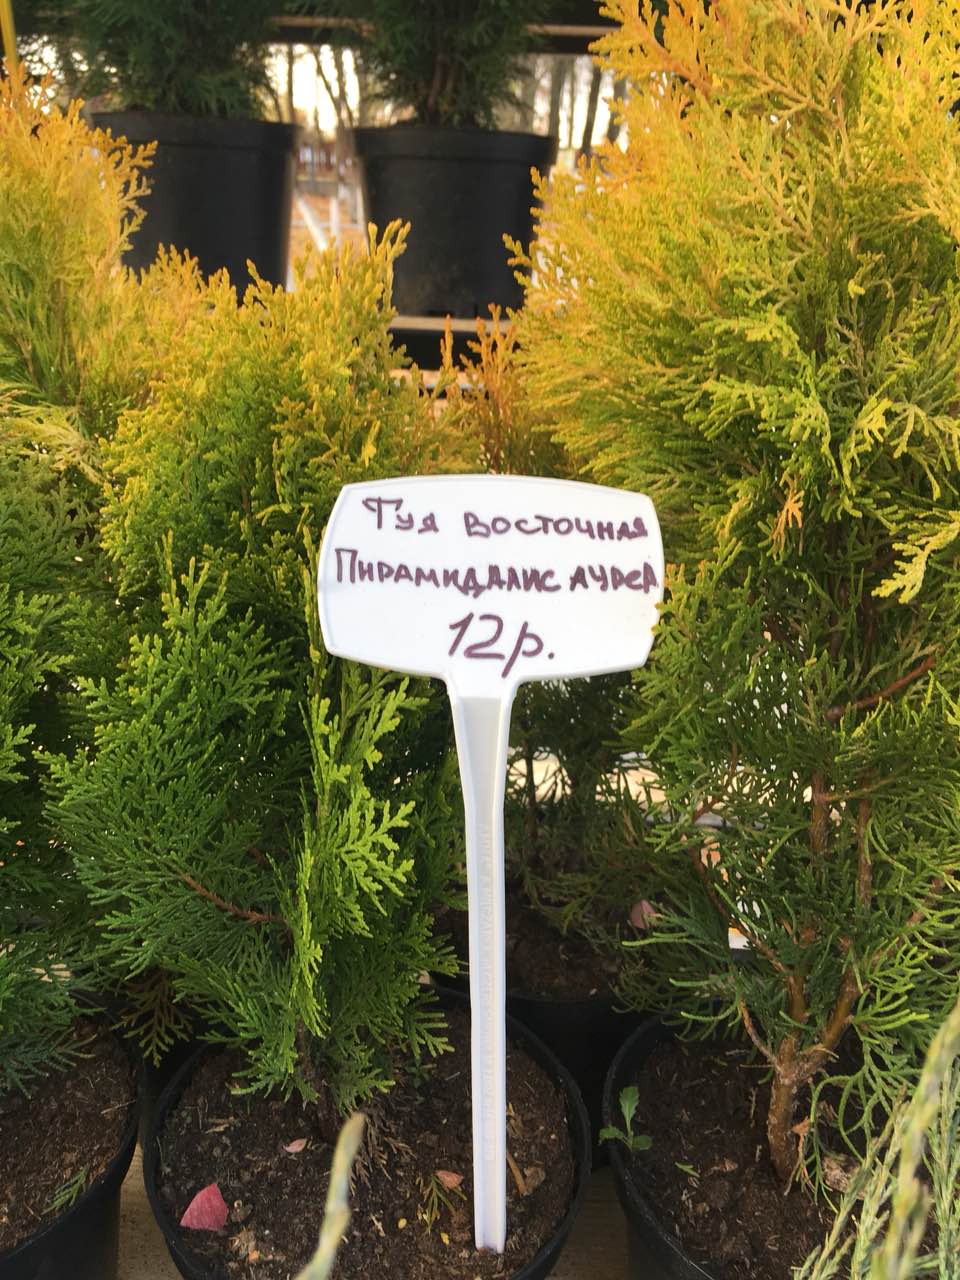 Туя восточная
Пирамидалис ауреа
12р.